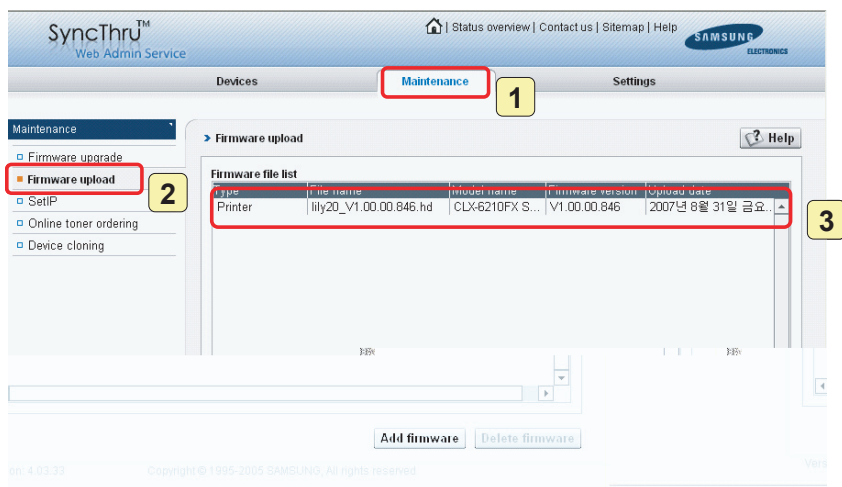 SyncThru™
Web Admin Service
| Status overview | Contact us | Sitemap | Help
SAMSUNG
ELECTRONICS
Devices
Maintenance
Settings
1
Maintenance
Firmware upgrade
Firmware upload
2
SetIP
Online toner ordering
Device cloning
Firmware upload
Help
Firmware file list
Type File name Model name Firmware version Upload date
Printer lily20_V1.00.00.846.hd CLX-6210FX S... V1.00.00.846 2007년 8월 31일 금요..
3
Add firmware
Delete firmware
on: 4.03.33 Copyright © 1995-2005 SAMSUNG, All rights reserved.